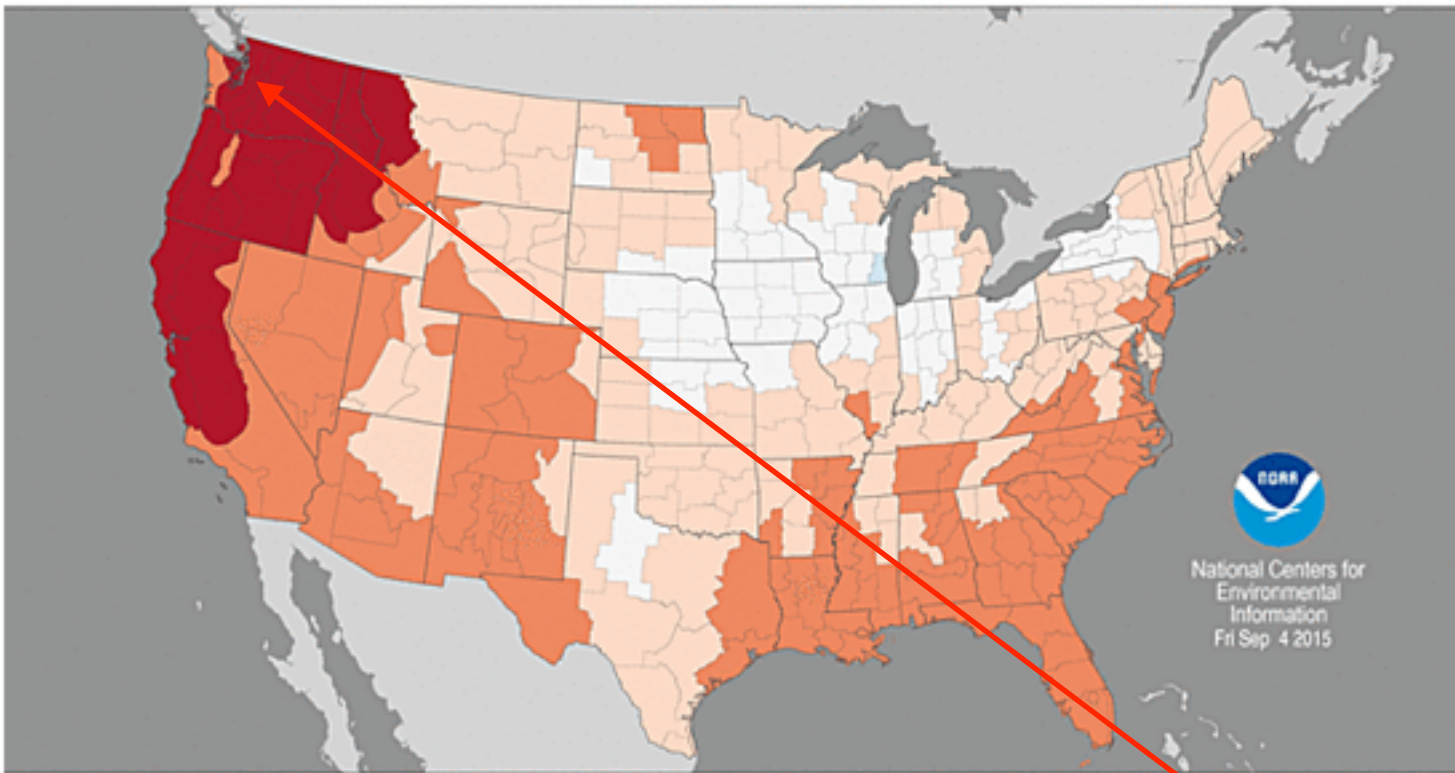 NOAA
National Centers for
Environmental
Information
Fri Sep 4 2015